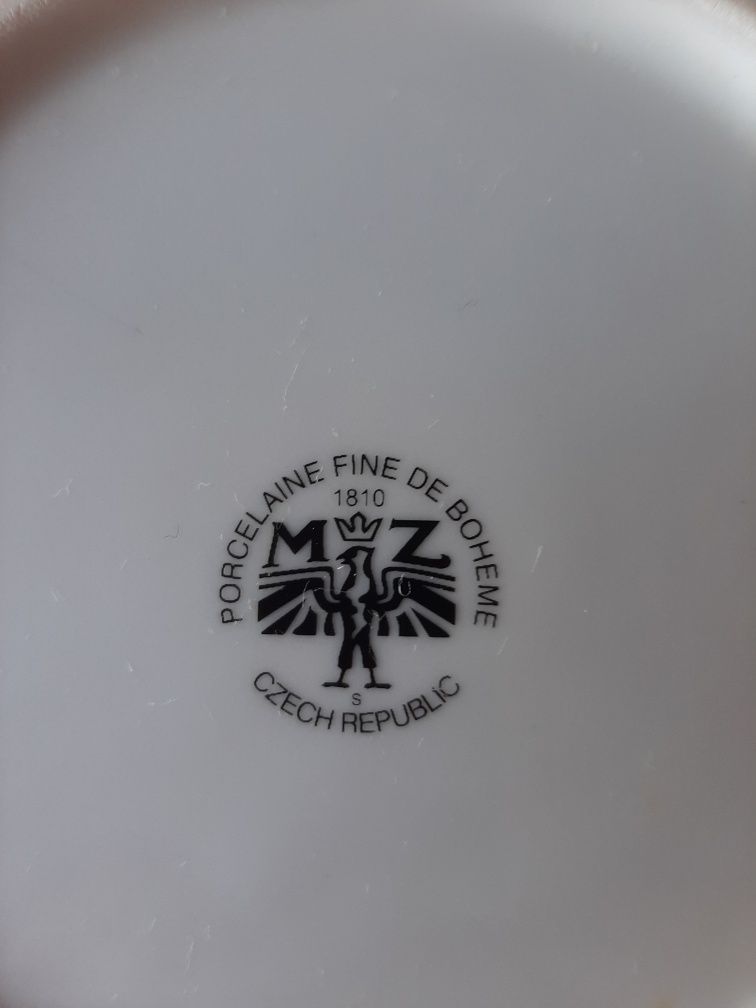 PORCELAINE FINE DE BOHEME
1810
M Z
S
CZECH REPUBLIC